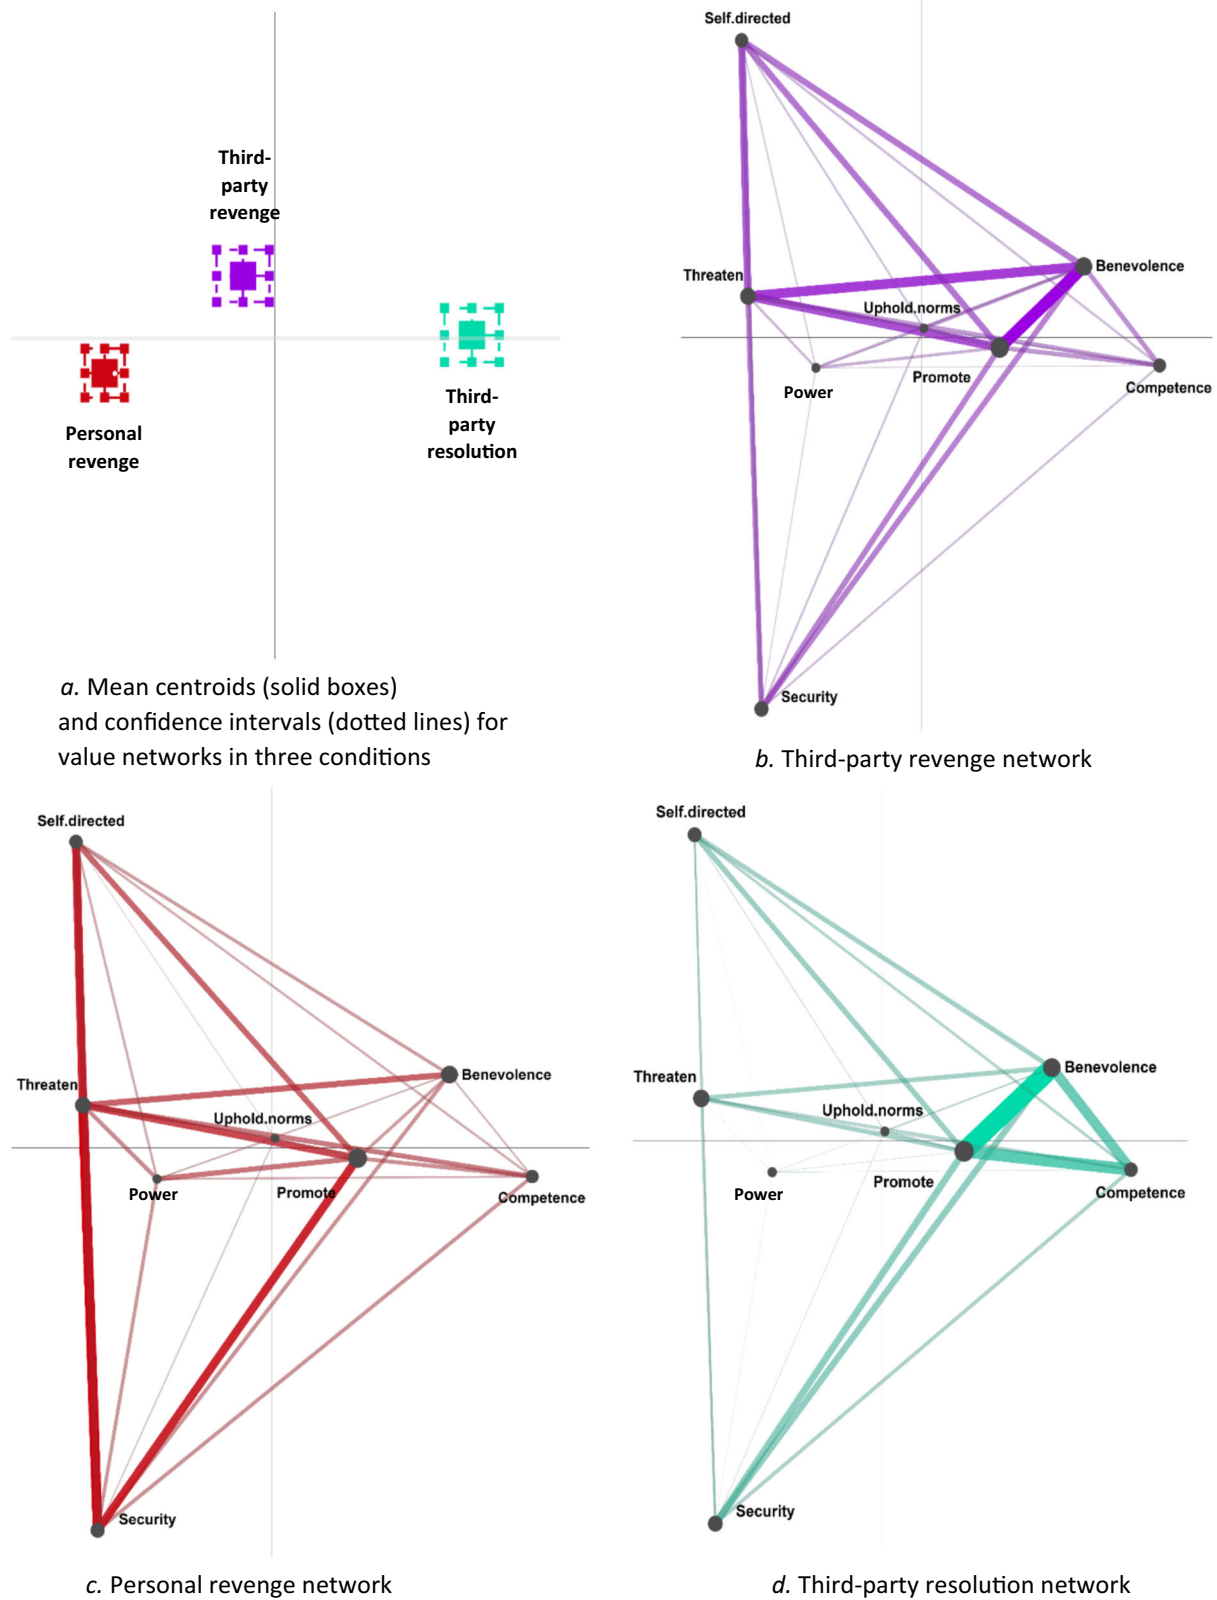 Third-
party
revenge
Personal
revenge
Third-
party
resolution
a. Mean centroids (solid boxes)
and confidence intervals (dotted lines) for
value networks in three conditions
Self.directed
Threaten
Benevolence
Uphold.norms
Power
Promote
Competence
Security
b. Third-party revenge network
Self.directed
Threaten
Benevolence
Uphold.norms
Power
Promote
Competence
Security
c. Personal revenge network
Self.directed
Threaten
Benevolence
Uphold.norms
Power
Promote
Competence
Security
d. Third-party resolution network